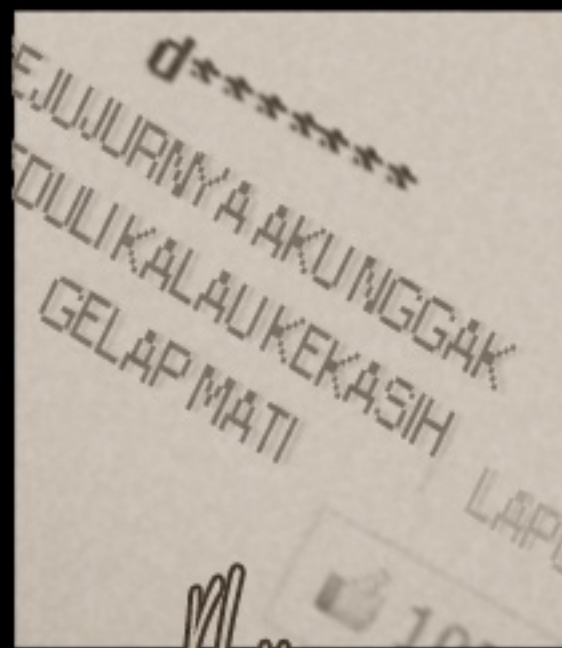 d*******
EJUJURNYA AKU NGGAK
EDULI KALAU KEKASIH
GELAP MATI